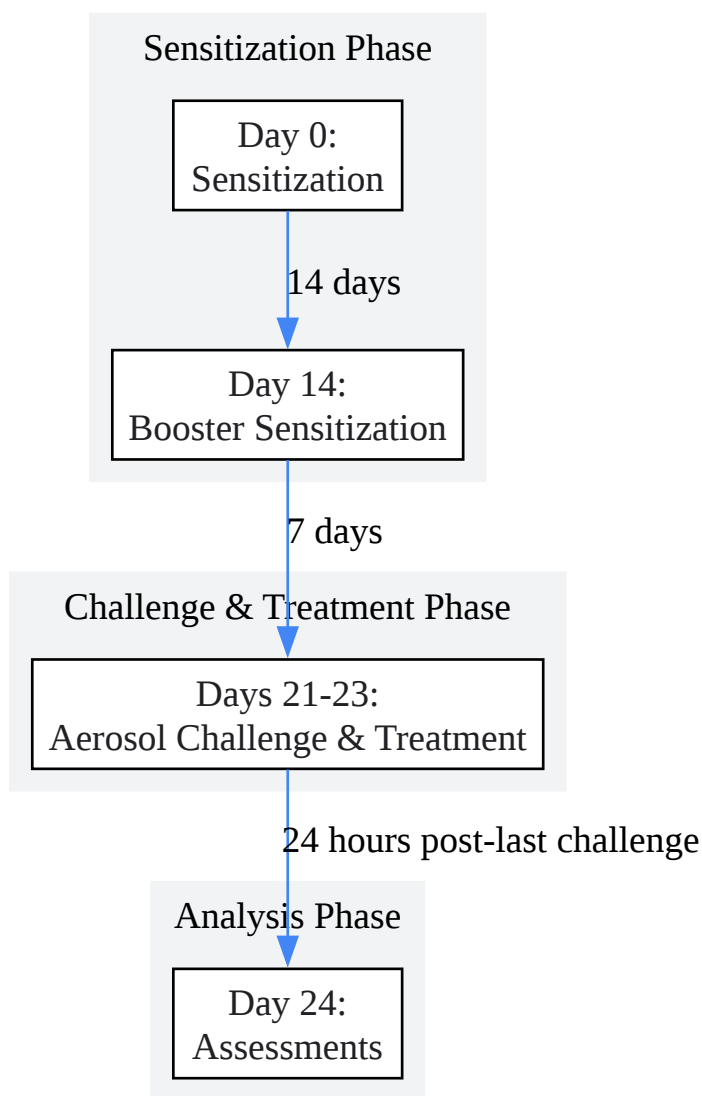 Sensitization Phase
Day 0:
Sensitization
14 days
Day 14:
Booster Sensitization
7 days
Challenge & Treatment Phase
Days 21-23:
Aerosol Challenge & Treatment
24 hours post-last challenge
Analysis Phase
Day 24:
Assessments